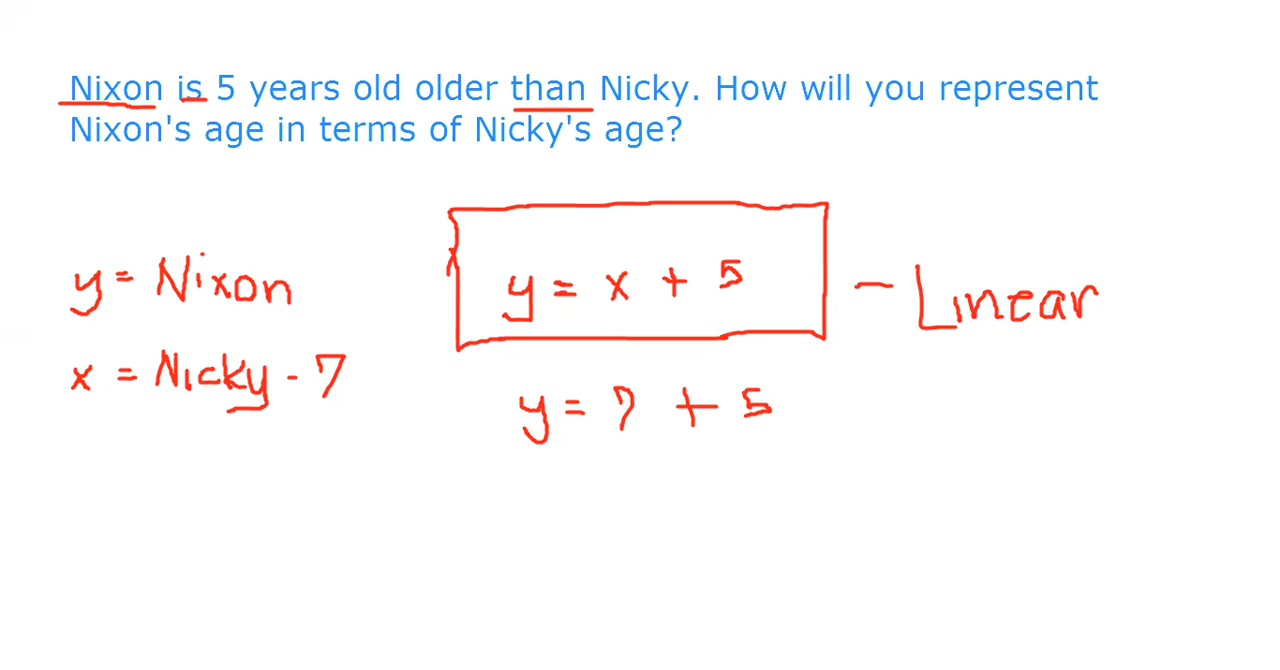 Nixon is 5 years old older than Nicky. How will you represent
Nixon's age in terms of Nicky's age?
y = Nixon
y = x + 5
- Linear
x = Nicky - 7
y = 7 + 5